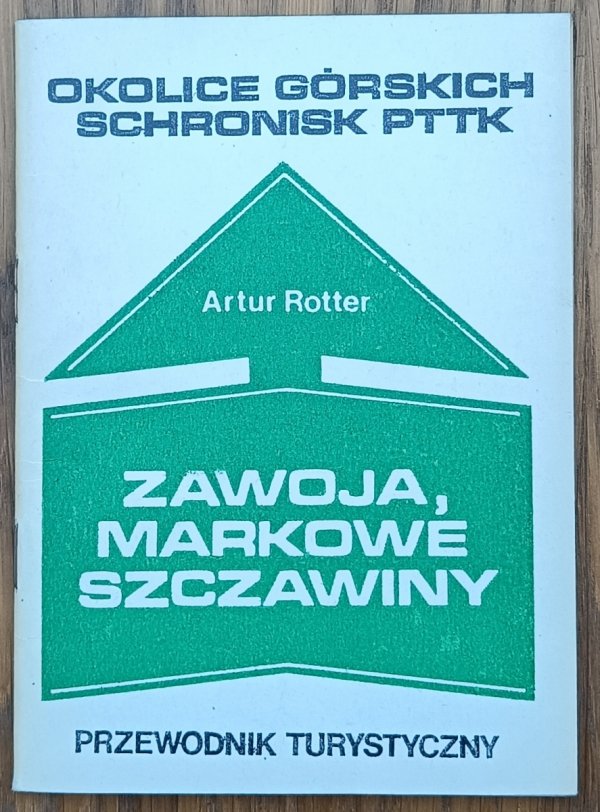 OKOLICE GÓRSKICH
SCHRONISK PTTK
Artur Rotter
ZAWOJA,
MARKOWE
SZCZAWINY
PRZEWODNIK TURYSTYCZNY